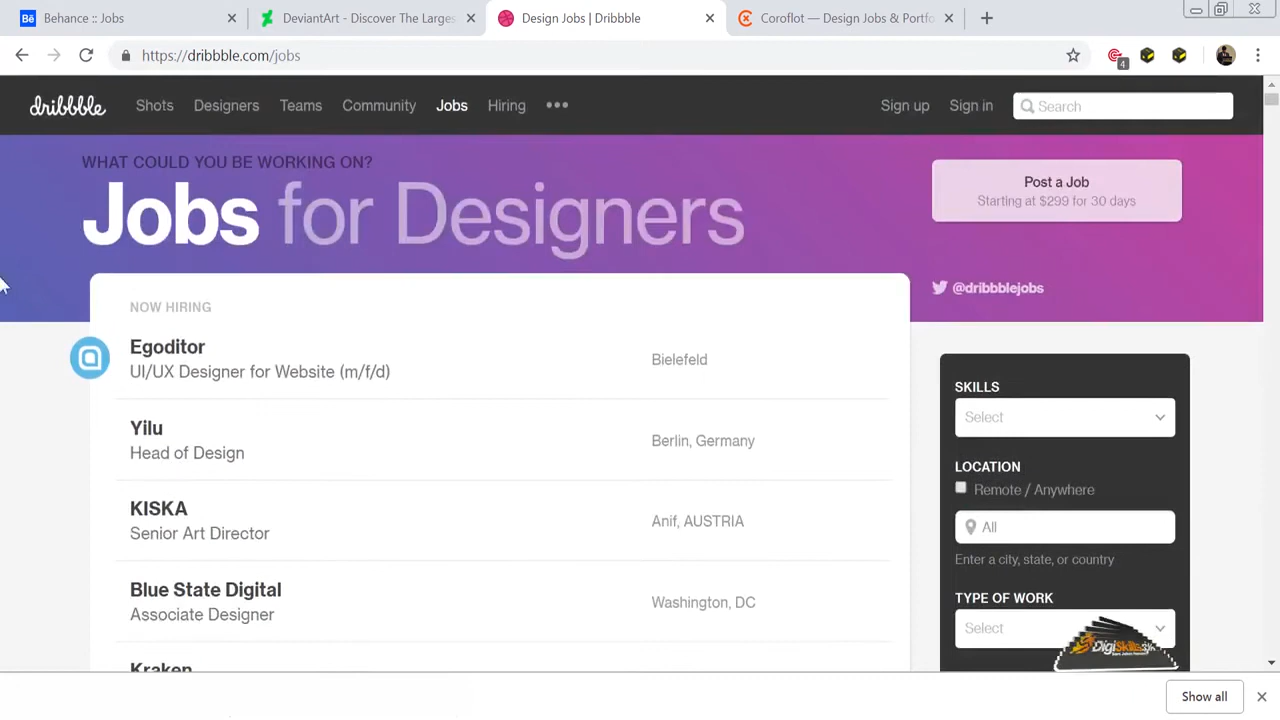 Behance :: Jobs
DeviantArt - Discover The Larges
Design Jobs | Dribbble
Coroflot — Design Jobs & Portfo
https://dribbble.com/jobs
4
dribbble
Shots
Designers
Teams
Community
Jobs
Hiring
Sign up
Sign in
Search
WHAT COULD YOU BE WORKING ON?
Jobs for Designers
Post a Job
Starting at $299 for 30 days
@dribbblejobs
NOW HIRING
Egoditor
UI/UX Designer for Website (m/f/d)
Bielefeld
Yilu
Head of Design
Berlin, Germany
KISKA
Senior Art Director
Anif, AUSTRIA
Blue State Digital
Associate Designer
Washington, DC
Kraken
SKILLS
Select
LOCATION
Remote / Anywhere
All
Enter a city, state, or country
TYPE OF WORK
Select
DigiSkills
Show all